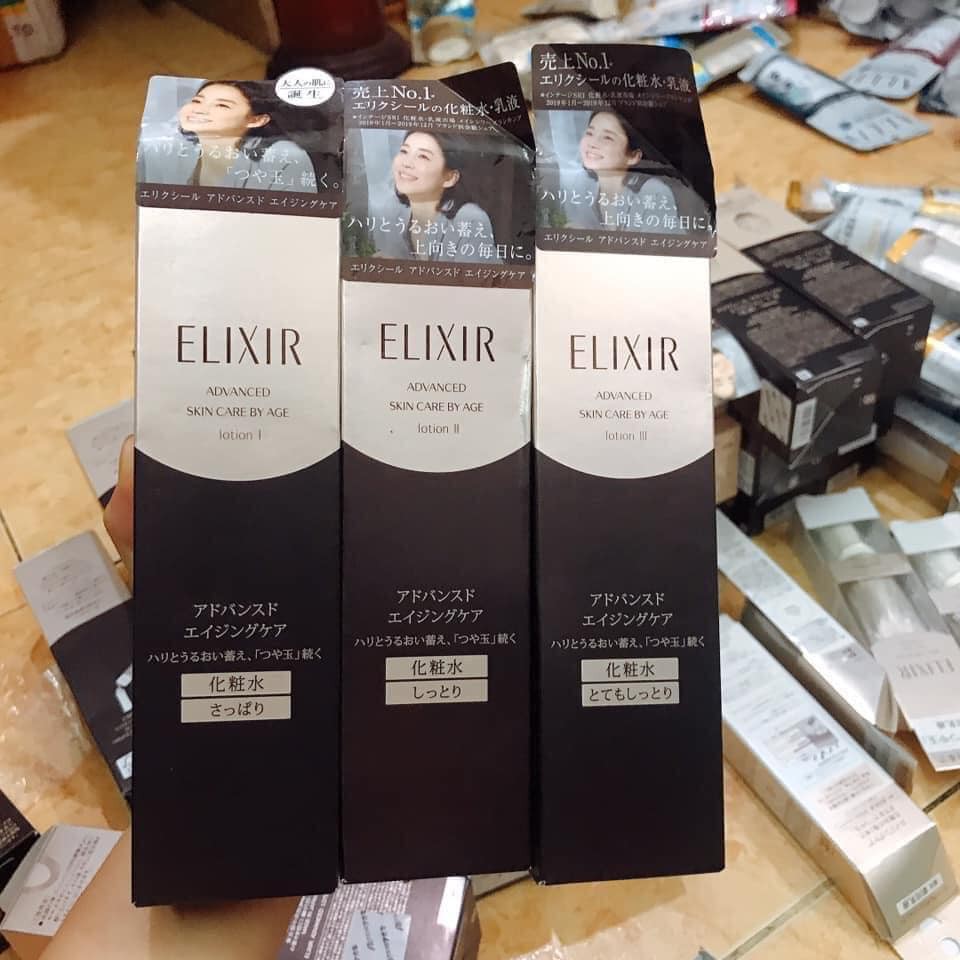 大人の肌に
誕生
ハリとうるおい蓄え、
「つや玉」続く。
エリクシール アドバンスド エイジングケア
ELIXIR
ADVANCED
SKIN CARE BY AGE
lotion I
アドバンスド
エイジングケア
ハリとうるおい蓄え、「つや玉」続く
化粧水
さっぱり
売上No.1*
エリクシールの化粧水・乳液
ハリとうるおい蓄え、
上向きの毎日に。
エリクシール アドバンスド エイジングケア
ELIXIR
ADVANCED
SKIN CARE BY AGE
lotion II
アドバンスド
エイジングケア
ハリとうるおい蓄え、「つや玉」続く
化粧水
しっとり
売上No.1*
エリクシールの化粧水・乳液
ハリとうるおい蓄え、
上向きの毎日に。
エリクシール アドバンスド エイジングケア
ELIXIR
ADVANCED
SKIN CARE BY AGE
lotion III
アドバンスド
エイジングケア
ハリとうるおい蓄え、「つや玉」続く
化粧水
とてもしっとり
ELIXIR